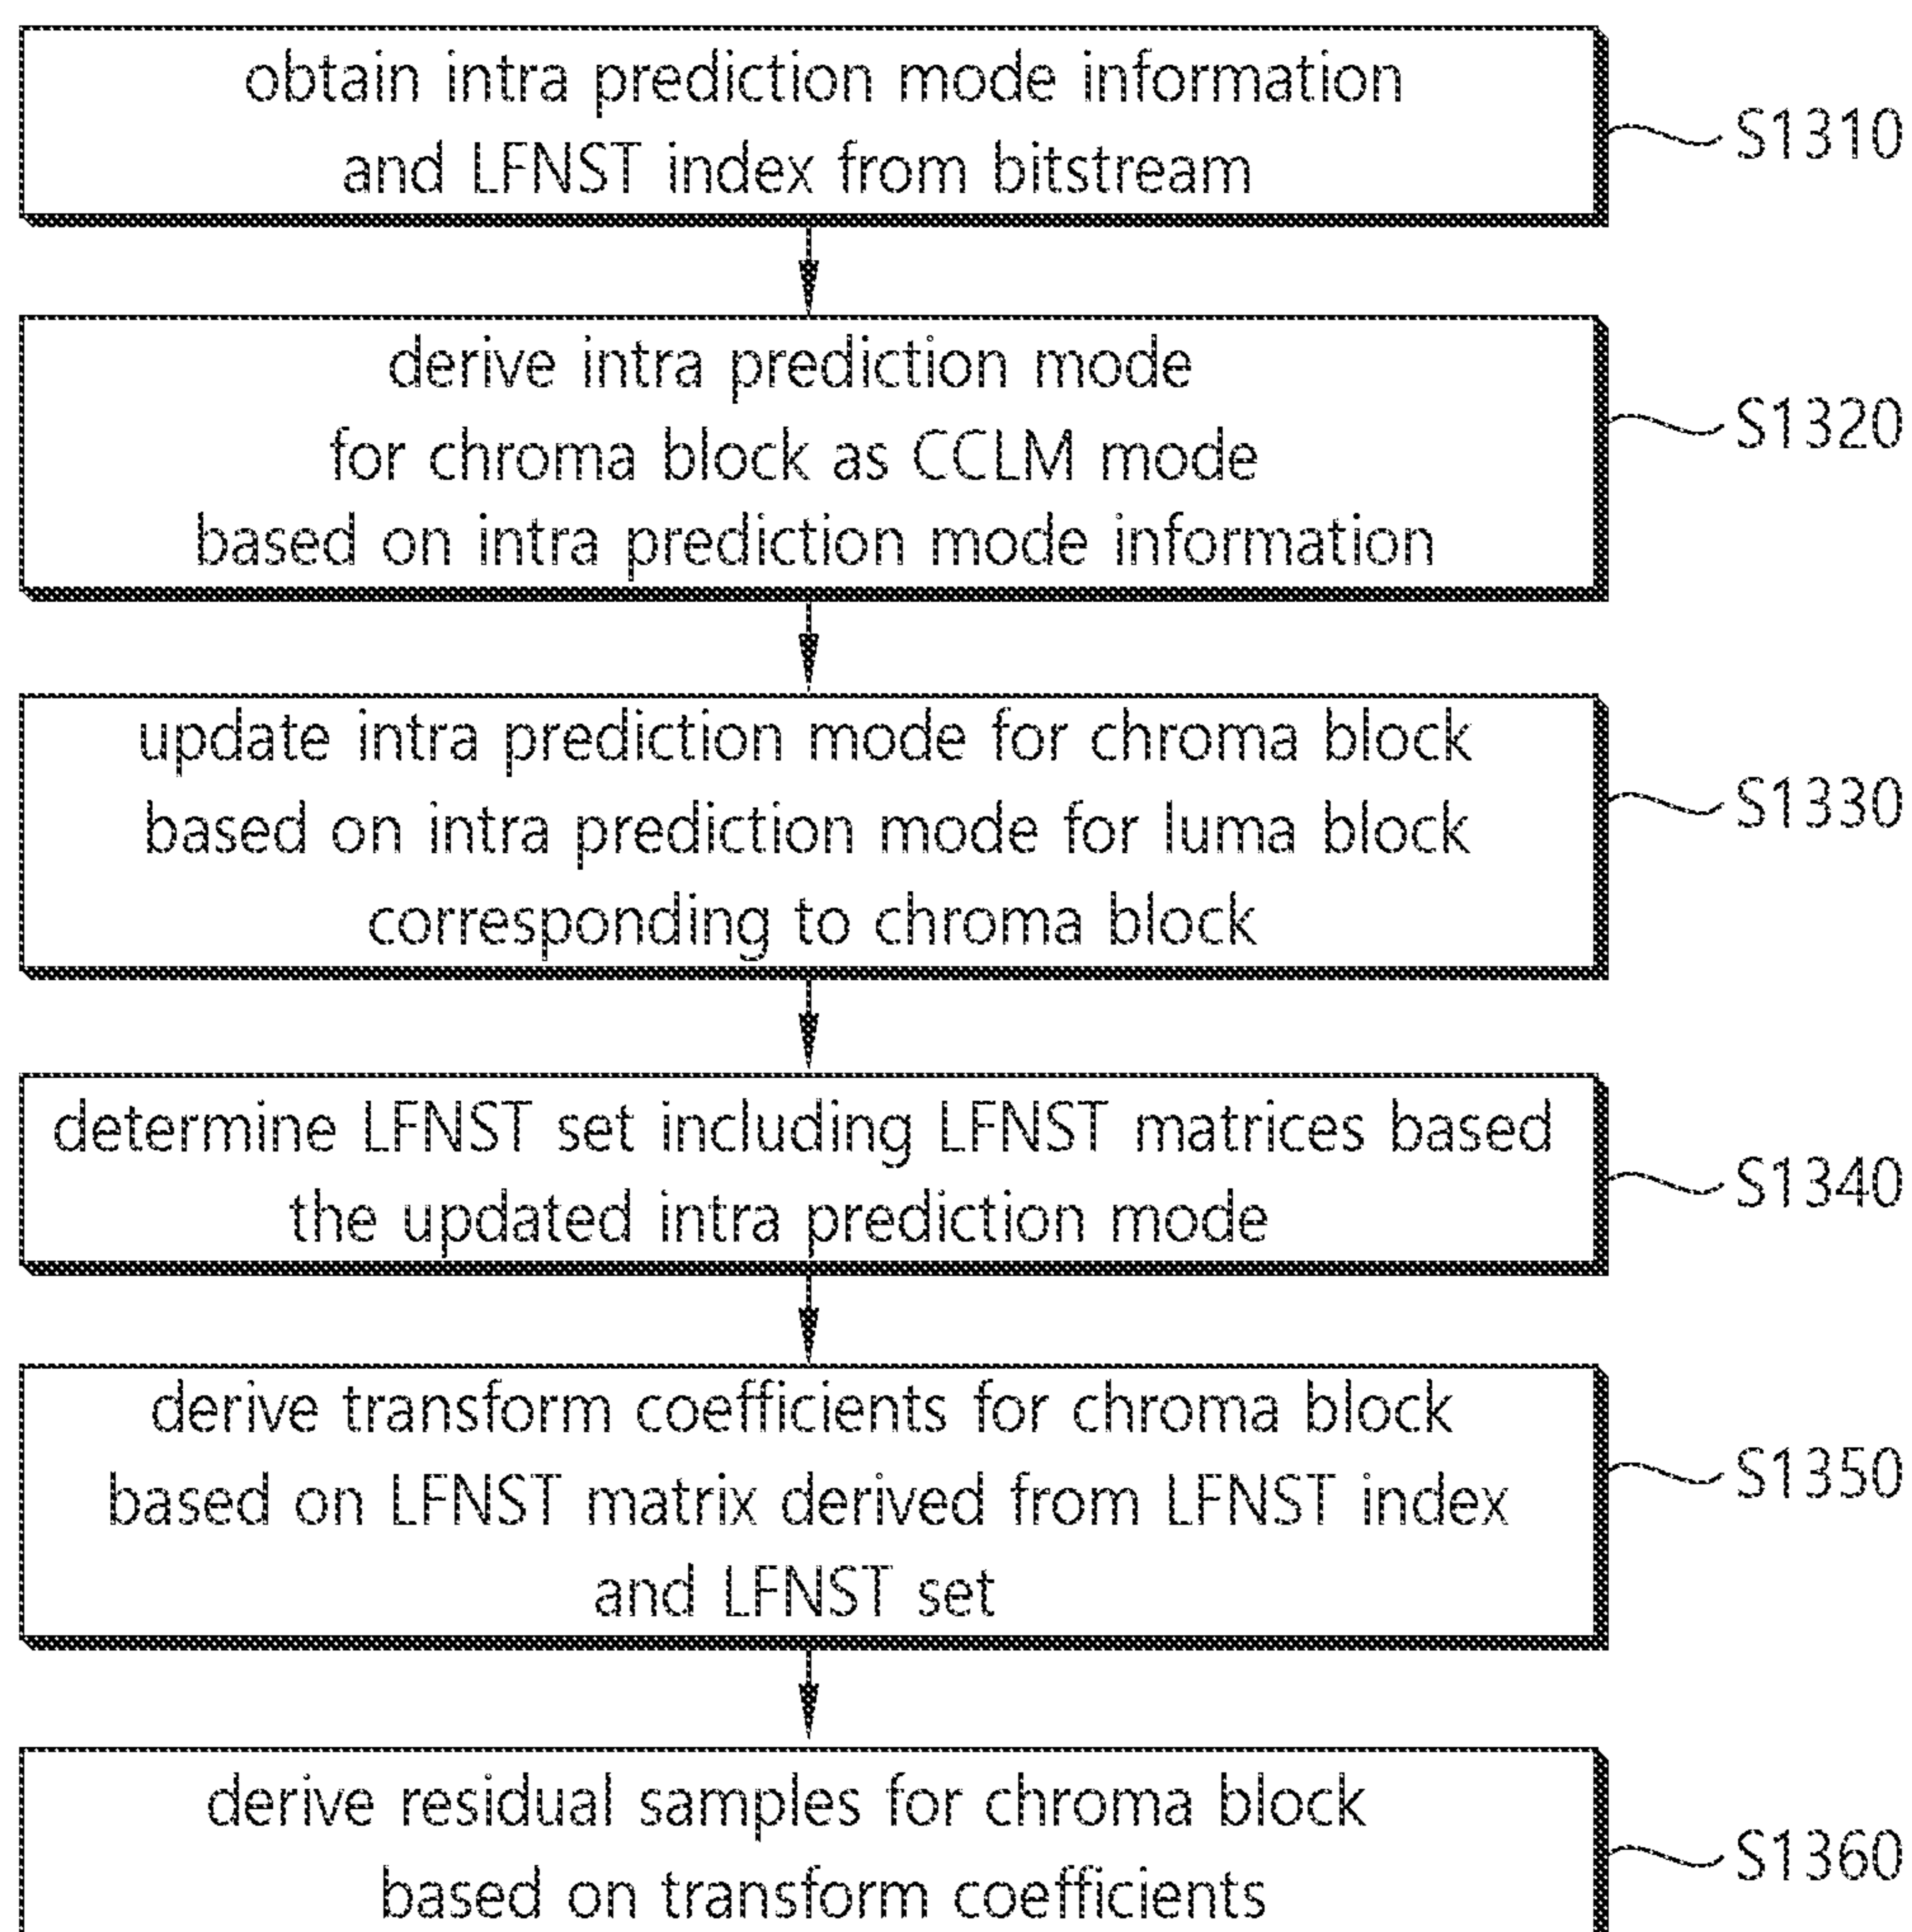 obtain intra prediction mode information
and LFNST index from bitstream
S1310
derive intra prediction mode
for chroma block as CCLM mode
based on intra prediction mode information
S1320
update intra prediction mode for chroma block
based on intra prediction mode for luma block
corresponding to chroma block
S1330
determine LFNST set including LFNST matrices based
the updated intra prediction mode
S1340
derive transform coefficients for chroma block
based on LFNST matrix derived from LFNST index
and LFNST set
S1350
derive residual samples for chroma block
based on transform coefficients
S1360